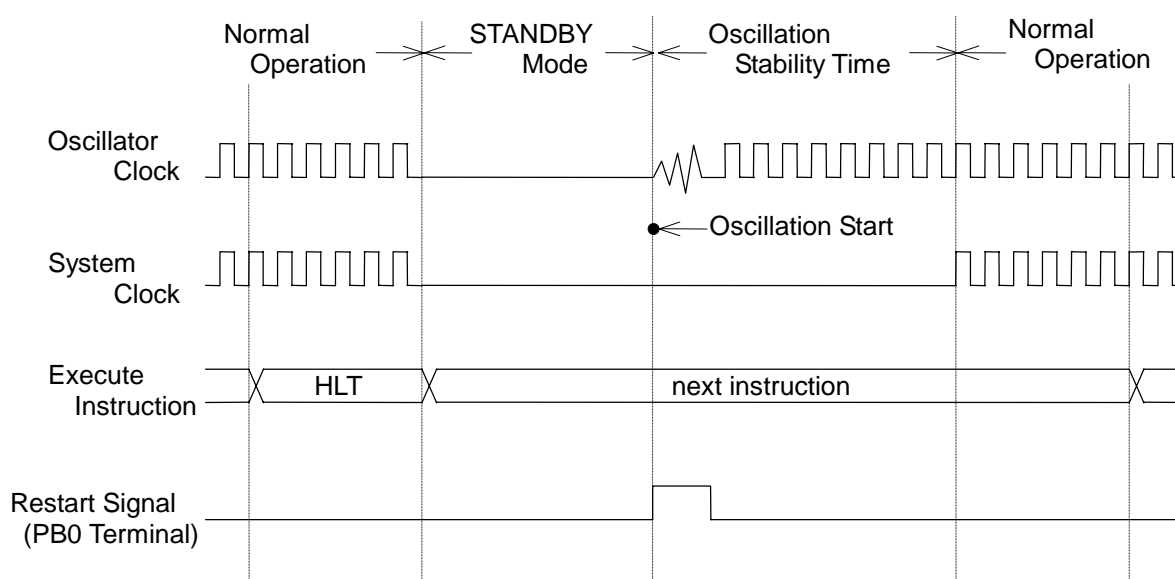 Normal
Operation
STANDBY
Mode
Oscillation
Stability Time
Normal
Operation
Oscillator
Clock
Oscillation Start
System
Clock
Execute
Instruction
HLT
next instruction
Restart Signal
(PB0 Terminal)